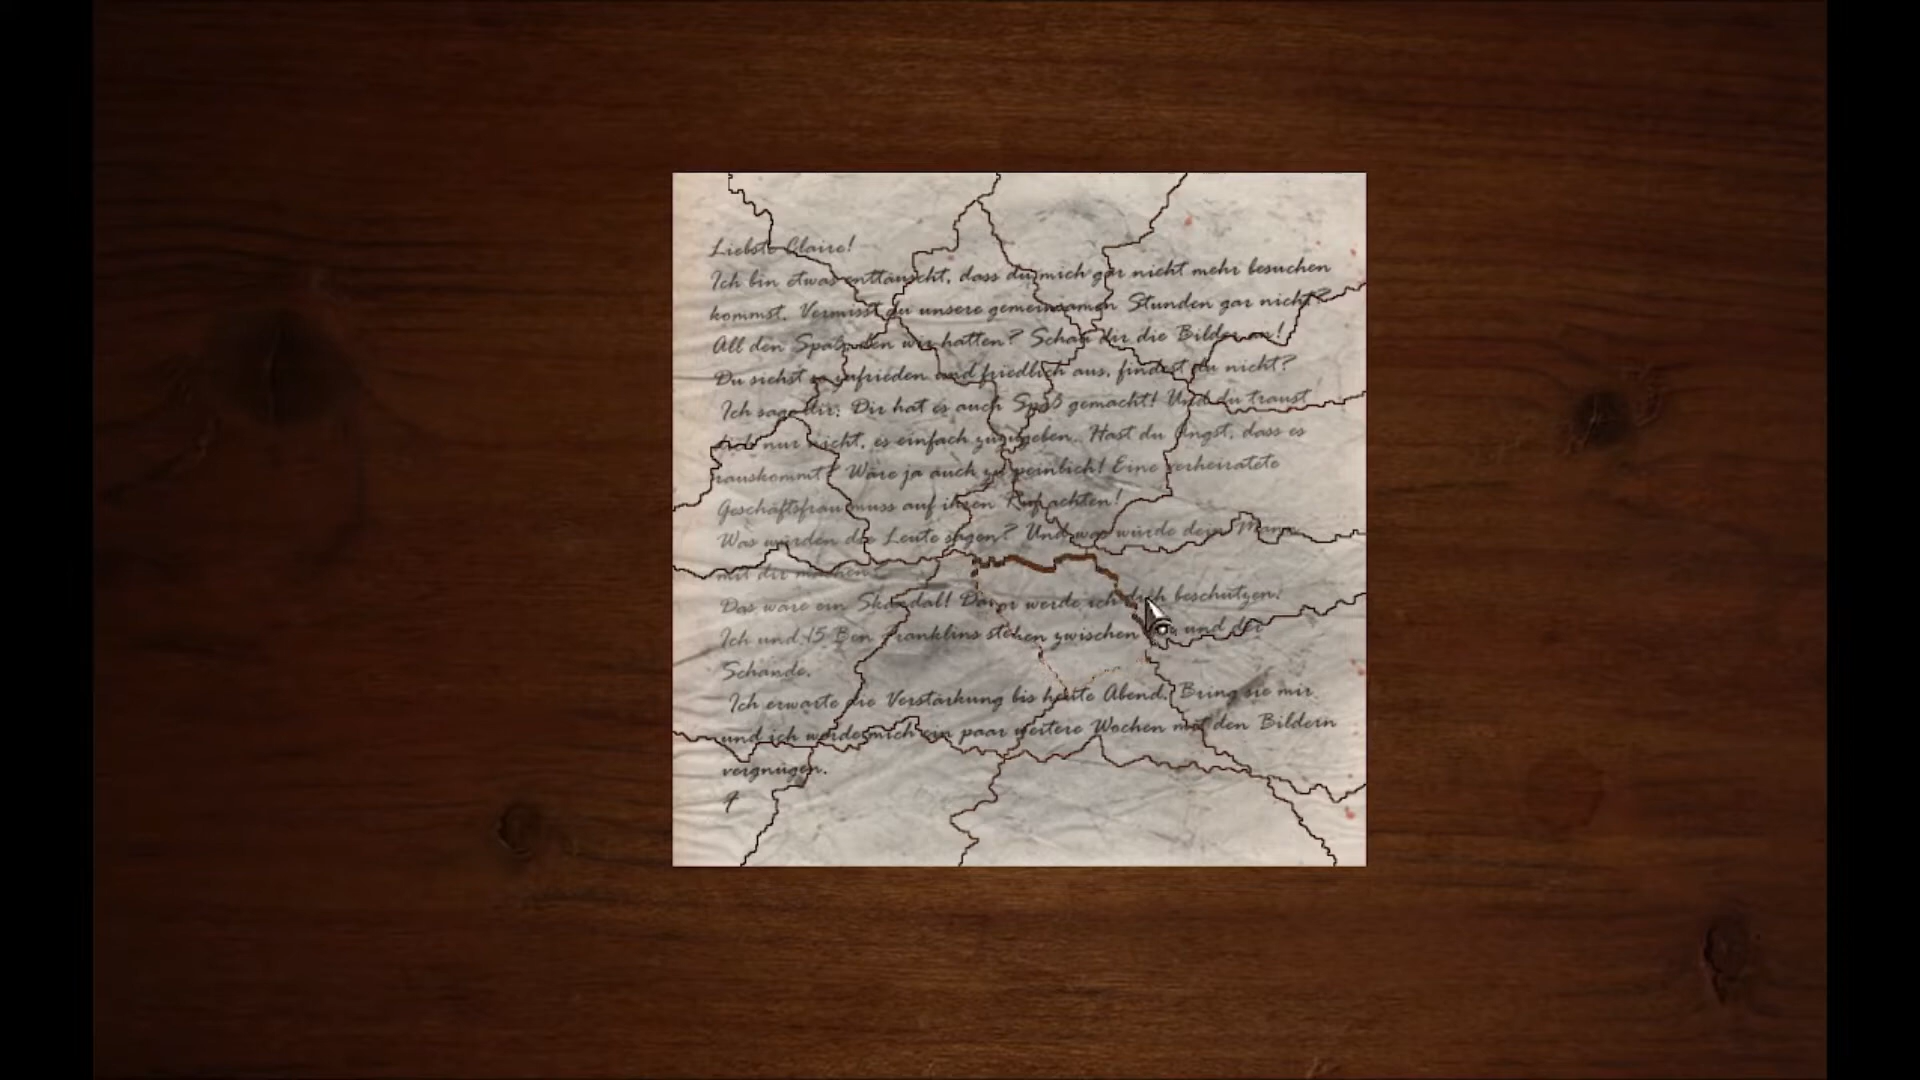 Liebste Claire!
Ich bin etwas enttäuscht, dass du mich gar nicht mehr besuchen
kommst. Vermisst du unsere gemeinsamen Stunden gar nicht?
All den Spaß, den wir hatten? Schau dir die Bilder an!
Du siehst so zufrieden und friedlich aus, findest du nicht?
Ich sage dir: Dir hat es auch Spaß gemacht! Und du traust
dich nur nicht, es einfach zuzugeben. Hast du Angst, dass es
rauskommt? Wäre ja auch zu peinlich! Eine verheiratete
Geschäftsfrau muss auf ihren Ruf achten!
Was würden die Leute sagen? Und was würde dein Mann
mit dir machen?
Das wäre ein Skandal! Davor werde ich dich beschützen!
Ich und 15 Ben Franklins stehen zwischen und der
Schande.
Ich erwarte die Verstärkung bis heute Abend. Bring sie mir
und ich werde mich ein paar weitere Wochen mit den Bildern
vergnügen.